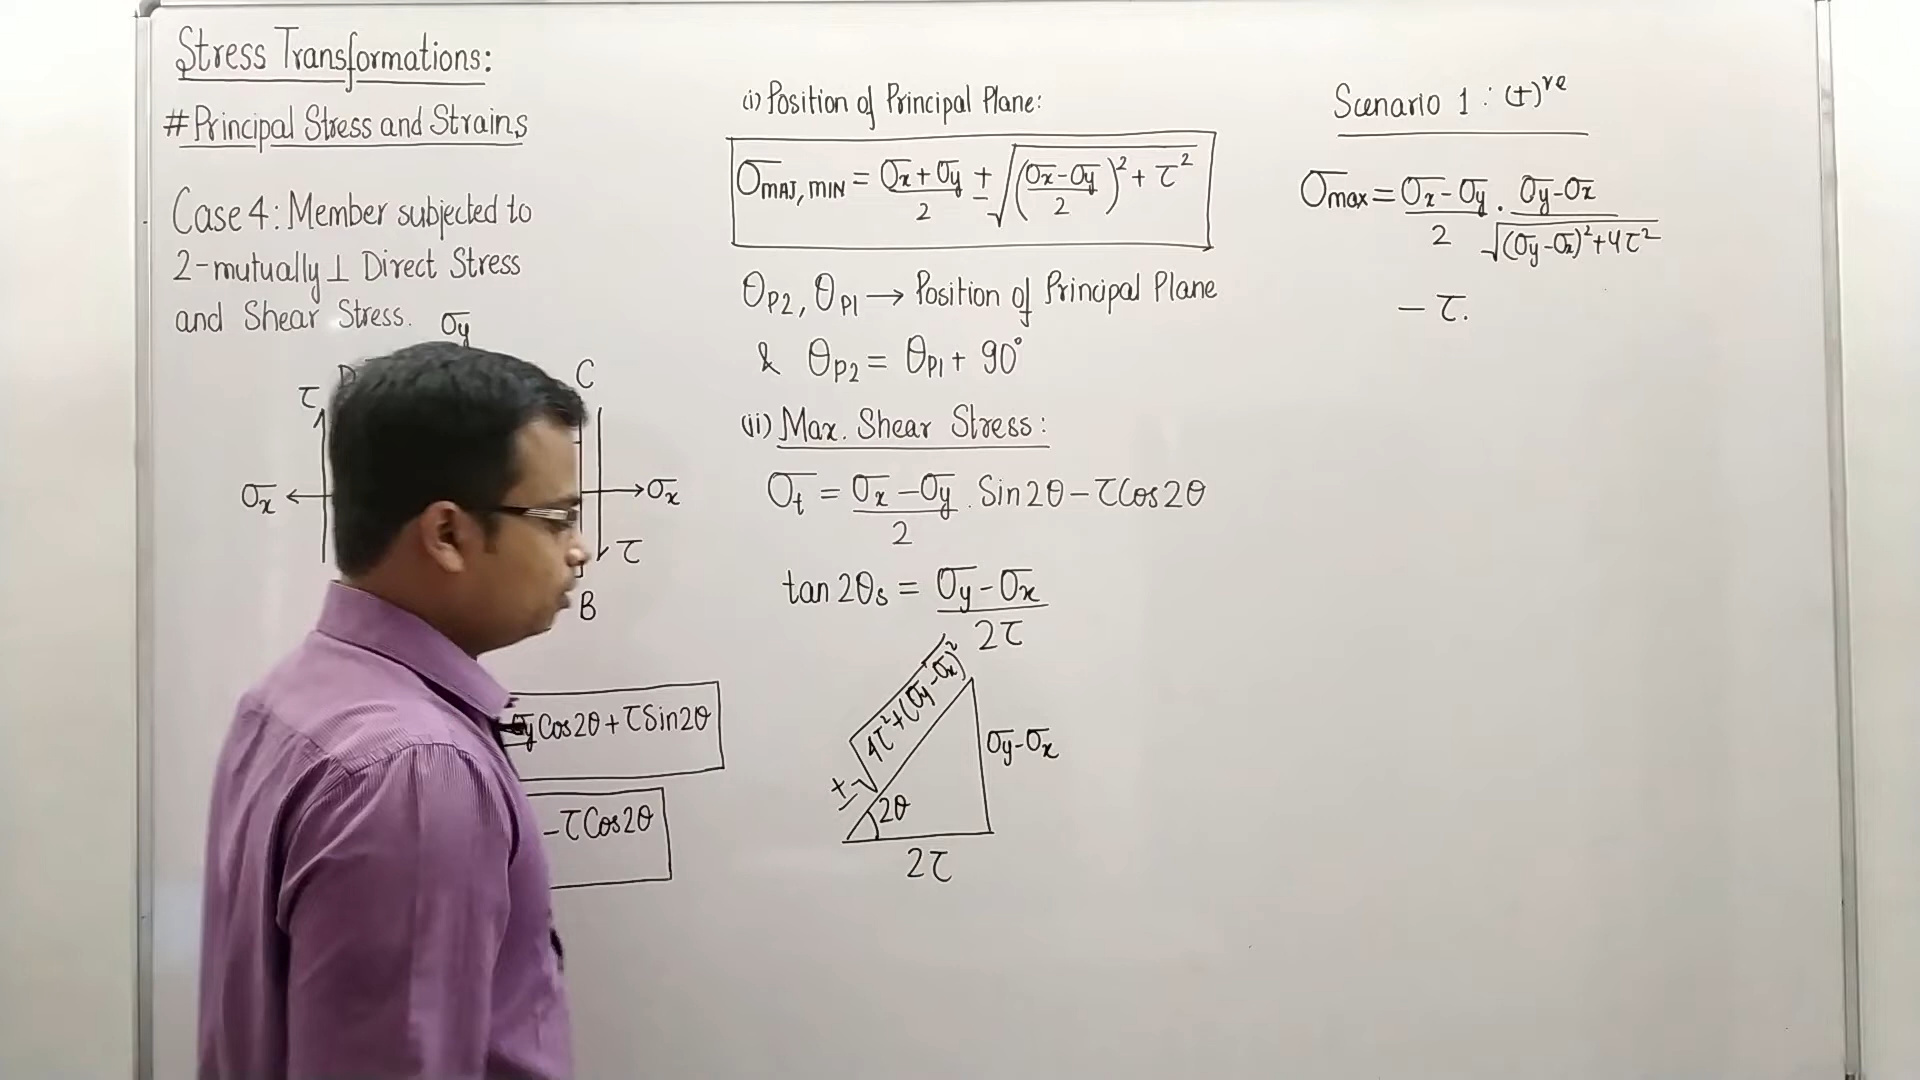 Stress Transformations:
# Principal Stress and Strains
Case 4: Member subjected to
2-mutually ⊥ Direct Stress
and Shear Stress.
σy
C
τ
σx
σx
τ
B
σy Cos2θ + τ Sin2θ
- τ Cos2θ
(i) Position of Principal Plane:
σMAJ, MIN = (σx + σy)/2 ± √(((σx - σy)/2)² + τ²)
θP2, θP1 → Position of Principal Plane
& θP2 = θP1 + 90°
(ii) Max. Shear Stress:
σt = (σx - σy)/2 . Sin2θ - τ Cos2θ
tan 2θs = (σy - σx)/2τ
± √(4τ² + (σy - σx)²)
σy - σx
2θ
2τ
Scenario 1 : (+)ve
σmax = (σx - σy)/2 . (σy - σx)/√((σy - σx)² + 4τ²)
- τ.